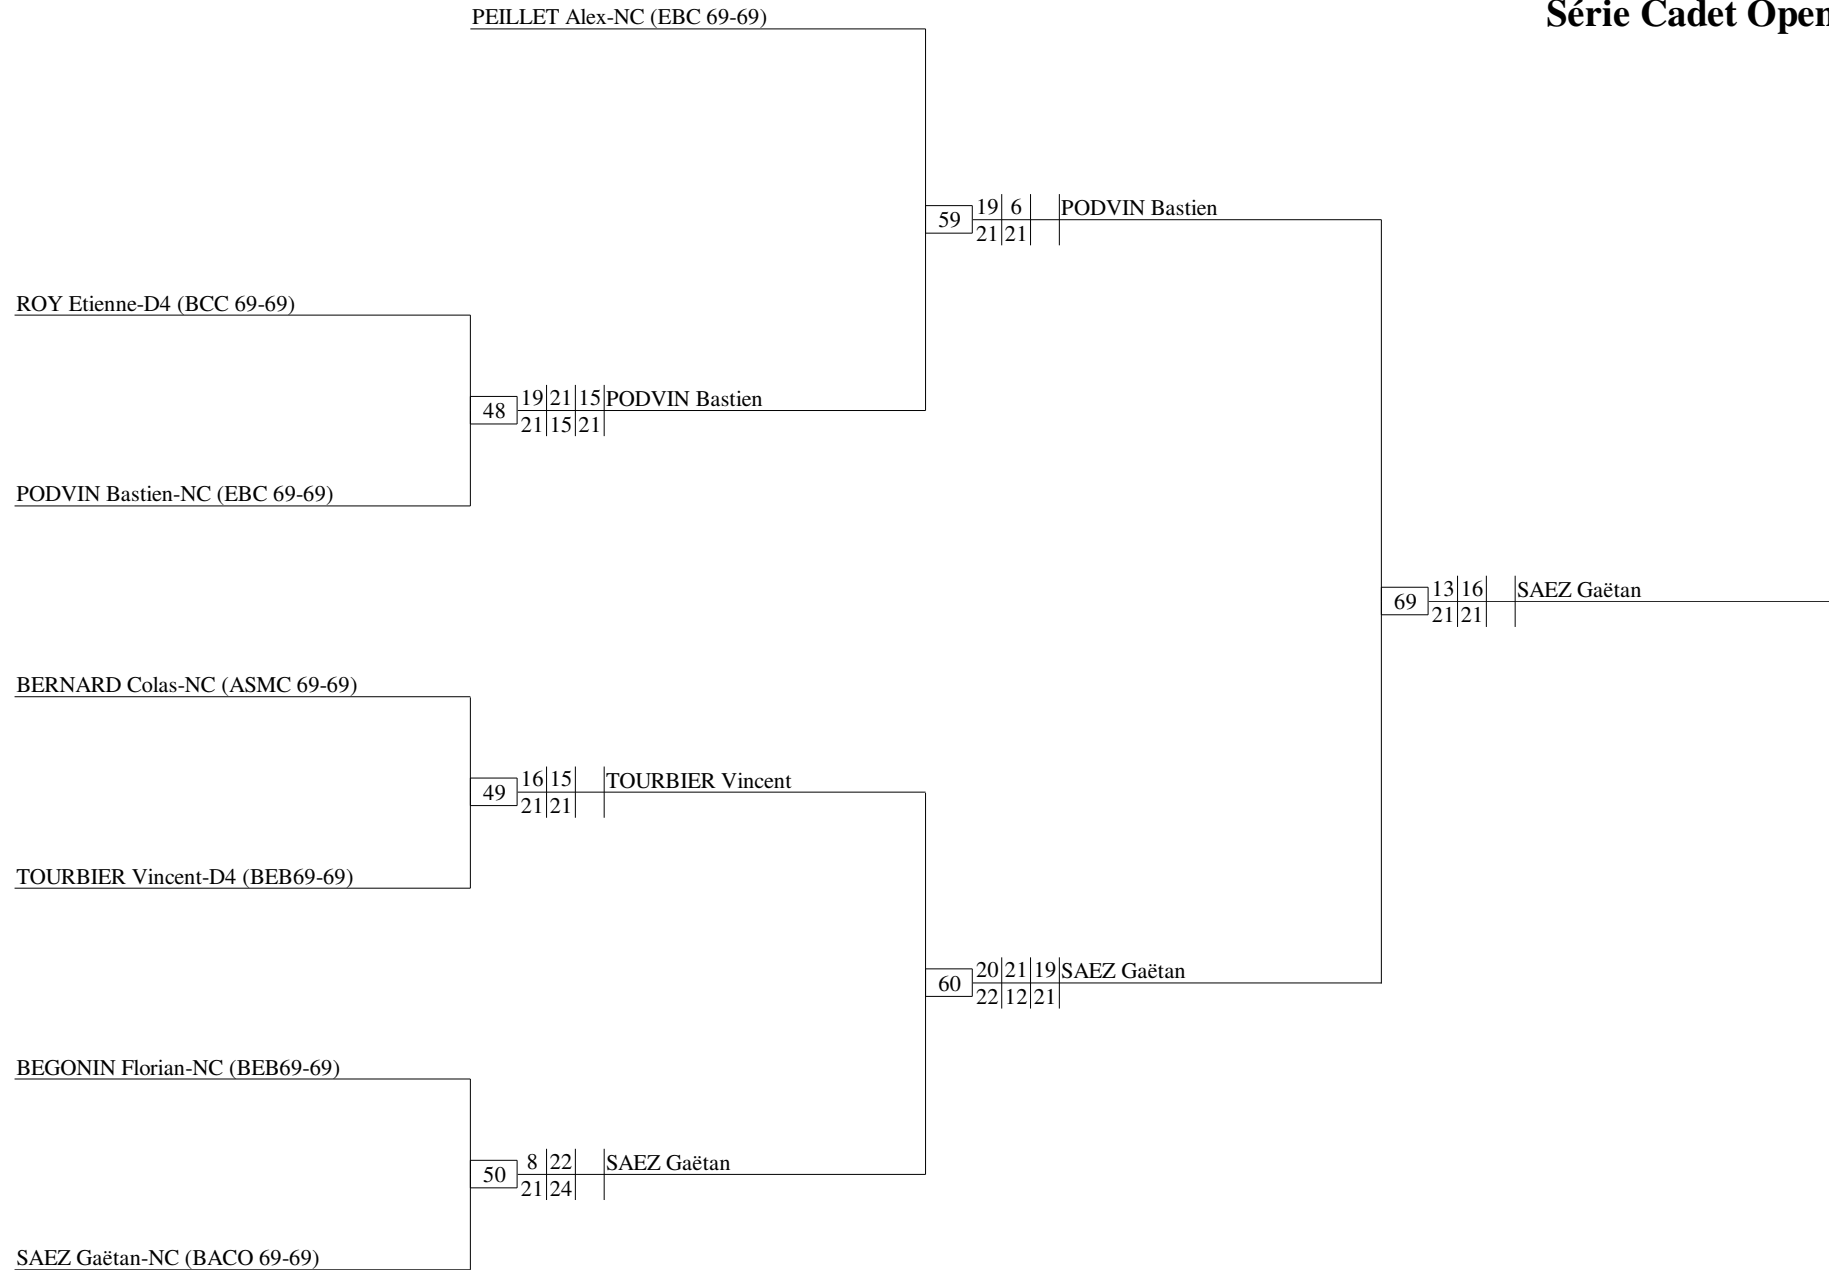 PEILLET Alex-NC (EBC 69-69)
Série Cadet Open
59 19 6 PODVIN Bastien
21 21
ROY Etienne-D4 (BCC 69-69)
48 19 21 15 PODVIN Bastien
21 15 21
PODVIN Bastien-NC (EBC 69-69)
69 13 16 SAEZ Gaëtan
21 21
BERNARD Colas-NC (ASMC 69-69)
49 16 15 TOURBIER Vincent
21 21
TOURBIER Vincent-D4 (BEB69-69)
60 20 21 19 SAEZ Gaëtan
22 12 21
BEGONIN Florian-NC (BEB69-69)
50 8 22 SAEZ Gaëtan
21 24
SAEZ Gaëtan-NC (BACO 69-69)